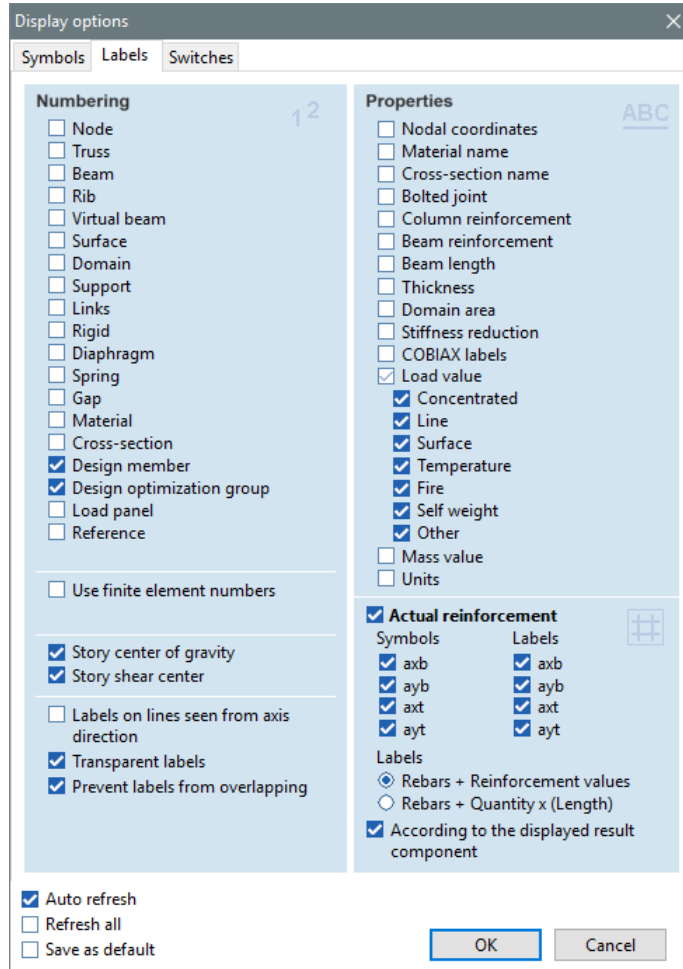 Display options
Symbols Labels Switches
Numbering
1 2
Node
Truss
Beam
Rib
Virtual beam
Surface
Domain
Support
Links
Rigid
Diaphragm
Spring
Gap
Material
Cross-section
Design member
Design optimization group
Load panel
Reference
Use finite element numbers
Story center of gravity
Story shear center
Labels on lines seen from axis
direction
Transparent labels
Prevent labels from overlapping
Properties
ABC
Nodal coordinates
Material name
Cross-section name
Bolted joint
Column reinforcement
Beam reinforcement
Beam length
Thickness
Domain area
Stiffness reduction
COBIAX labels
Load value
Concentrated
Line
Surface
Temperature
Fire
Self weight
Other
Mass value
Units
Actual reinforcement
Symbols Labels
axb axb
ayb ayb
axt axt
ayt ayt
Labels
Rebars + Reinforcement values
Rebars + Quantity x (Length)
According to the displayed result
component
Auto refresh
Refresh all
Save as default
OK Cancel